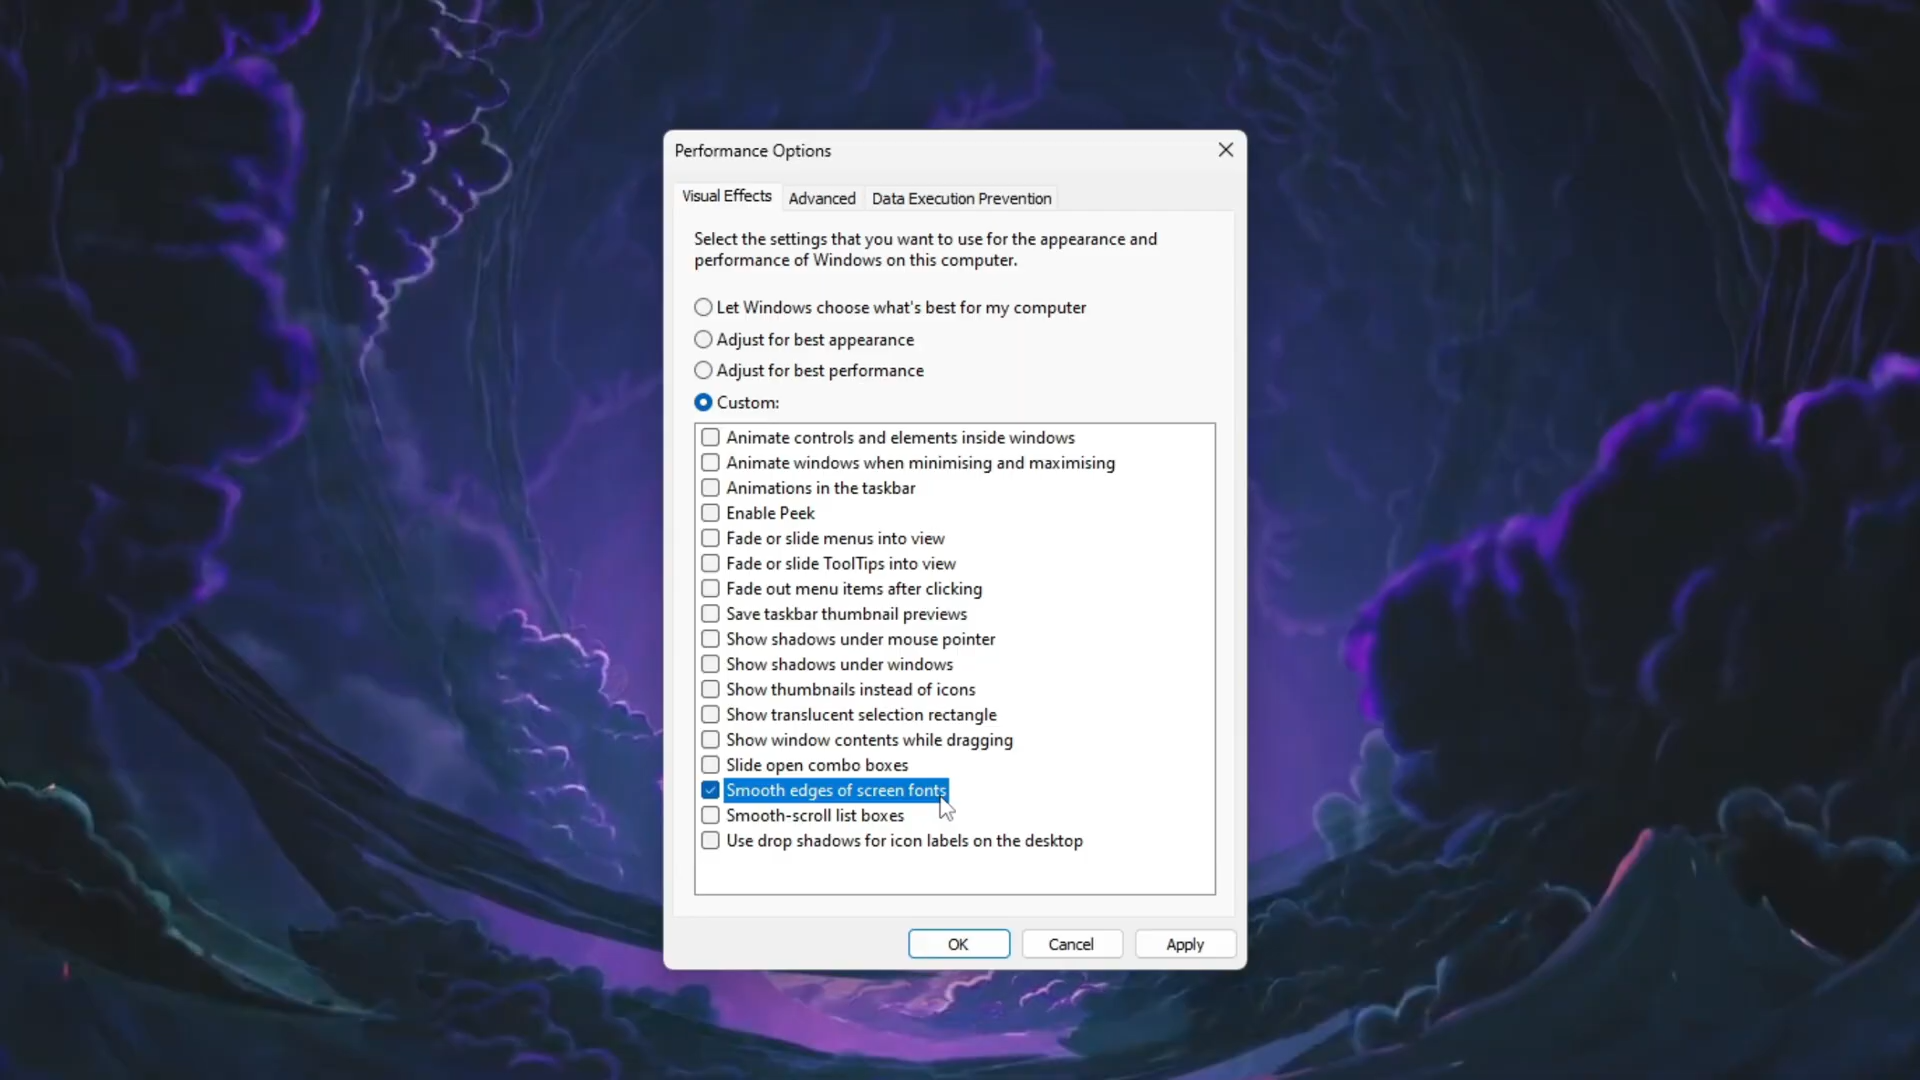 Performance Options
Visual Effects
Advanced
Data Execution Prevention
Select the settings that you want to use for the appearance and
performance of Windows on this computer.
Let Windows choose what's best for my computer
Adjust for best appearance
Adjust for best performance
Custom:
Animate controls and elements inside windows
Animate windows when minimising and maximising
Animations in the taskbar
Enable Peek
Fade or slide menus into view
Fade or slide ToolTips into view
Fade out menu items after clicking
Save taskbar thumbnail previews
Show shadows under mouse pointer
Show shadows under windows
Show thumbnails instead of icons
Show translucent selection rectangle
Show window contents while dragging
Slide open combo boxes
Smooth edges of screen fonts
Smooth-scroll list boxes
Use drop shadows for icon labels on the desktop
OK
Cancel
Apply